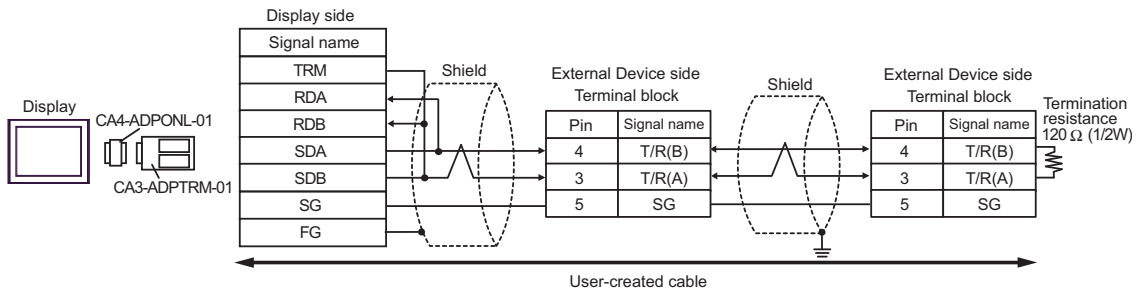 Display side
Signal name
TRM
RDA
RDB
SDA
SDB
SG
FG
Display
CA4-ADPONL-01
CA3-ADPTRM-01
Shield
External Device side
Terminal block
Pin Signal name
4 T/R(B)
3 T/R(A)
5 SG
Shield
External Device side
Terminal block
Pin Signal name
4 T/R(B)
3 T/R(A)
5 SG
Termination
resistance
120 Ω (1/2W)
User-created cable